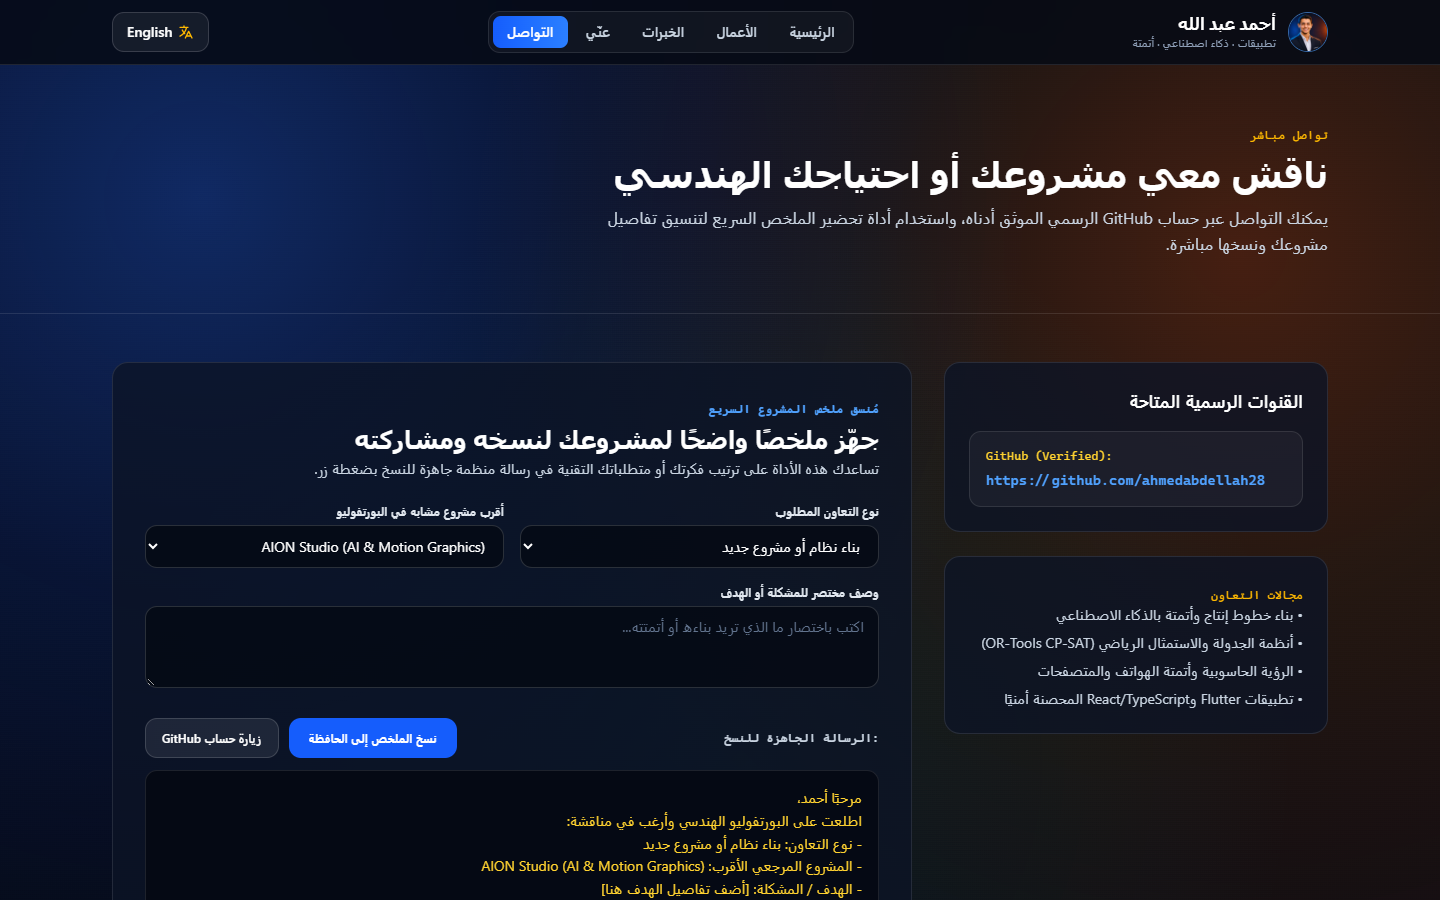 أحمد عبد الله
تطبيقات · ذكاء اصطناعي · أتمتة
الرئيسية
الأعمال
الخبرات
عنّي
التواصل
English
تواصل مباشر
ناقش معي مشروعك أو احتياجك الهندسي
يمكنك التواصل عبر حساب GitHub الرسمي الموثق أدناه، واستخدام أداة تحضير الملخص السريع لتنسيق تفاصيل
مشروعك ونسخها مباشرة.
القنوات الرسمية المتاحة
GitHub (Verified):
https://github.com/ahmedabdellah28
مجالات التعاون
• بناء خطوط إنتاج وأتمتة بالذكاء الاصطناعي
• أنظمة الجدولة والاستمثال الرياضي (OR-Tools CP-SAT)
• الرؤية الحاسوبية وأتمتة الهواتف والمتصفحات
• تطبيقات Flutter وReact/TypeScript المحصنة أمنيًا
مُنسق ملخص المشروع السريع
جهّز ملخصًا واضحًا لمشروعك لنسخه ومشاركته
تساعدك هذه الأداة على ترتيب فكرتك أو متطلباتك التقنية في رسالة منظمة جاهزة للنسخ بضغطة زر.
نوع التعاون المطلوب
بناء نظام أو مشروع جديد
أقرب مشروع مشابه في البورتفوليو
AION Studio (AI & Motion Graphics)
وصف مختصر للمشكلة أو الهدف
اكتب باختصار ما الذي تريد بناءه أو أتمتته...
الرسالة الجاهزة للنسخ:
نسخ الملخص إلى الحافظة
زيارة حساب GitHub
مرحبًا أحمد.
اطلعت على البورتفوليو الهندسي وأرغب في مناقشة:
- نوع التعاون: بناء نظام أو مشروع جديد
- المشروع المرجعي الأقرب: AION Studio (AI & Motion Graphics)
- الهدف / المشكلة: [أضف تفاصيل الهدف هنا]